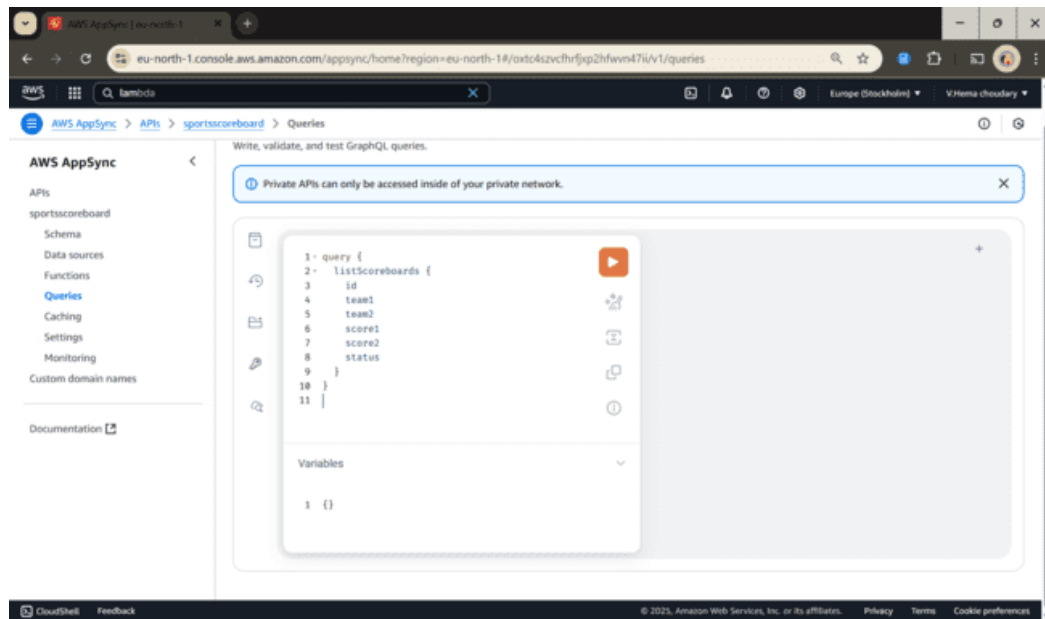 AWS AppSync | eu-north-1
eu-north-1.console.aws.amazon.com/appsync/home?region=eu-north-1#/oxtc4szvcfhrfjxp2hfwvn47ii/v1/queries
aws
lambda
Europe (Stockholm)
V.Hema choudary
AWS AppSync > APIs > sportsscoreboard > Queries
AWS AppSync
APIs
sportsscoreboard
Schema
Data sources
Functions
Queries
Caching
Settings
Monitoring
Custom domain names
Documentation
Write, validate, and test GraphQL queries.
Private APIs can only be accessed inside of your private network.
1 query {
2 listScoreboards {
3 id
4 team1
5 team2
6 score1
7 score2
8 status
9 }
10 }
11
Variables
1 {}
CloudShell Feedback
© 2025, Amazon Web Services, Inc. or its affiliates. Privacy Terms Cookie preferences